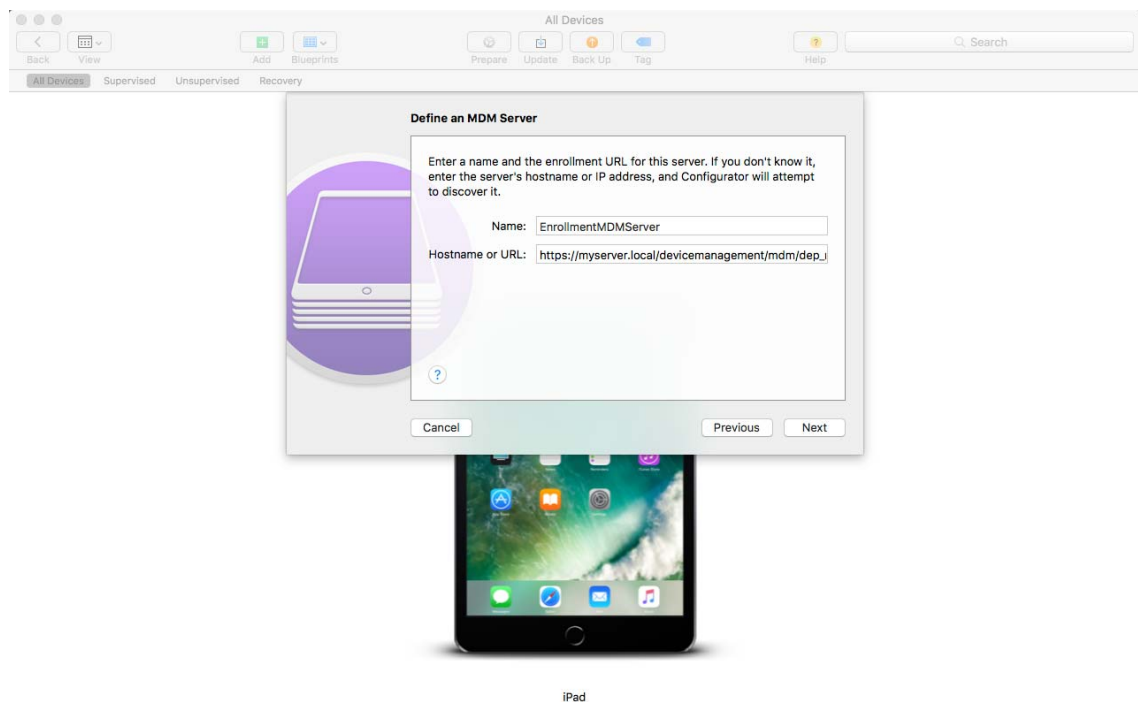 All Devices
Back View Add Blueprints Prepare Update Back Up Tag Help Search
All Devices Supervised Unsupervised Recovery
Define an MDM Server
Enter a name and the enrollment URL for this server. If you don't know it,
enter the server's hostname or IP address, and Configurator will attempt
to discover it.
Name: EnrollmentMDMServer
Hostname or URL: https://myserver.local/devicemanagement/mdm/dep_
?
Cancel Previous Next
iPad